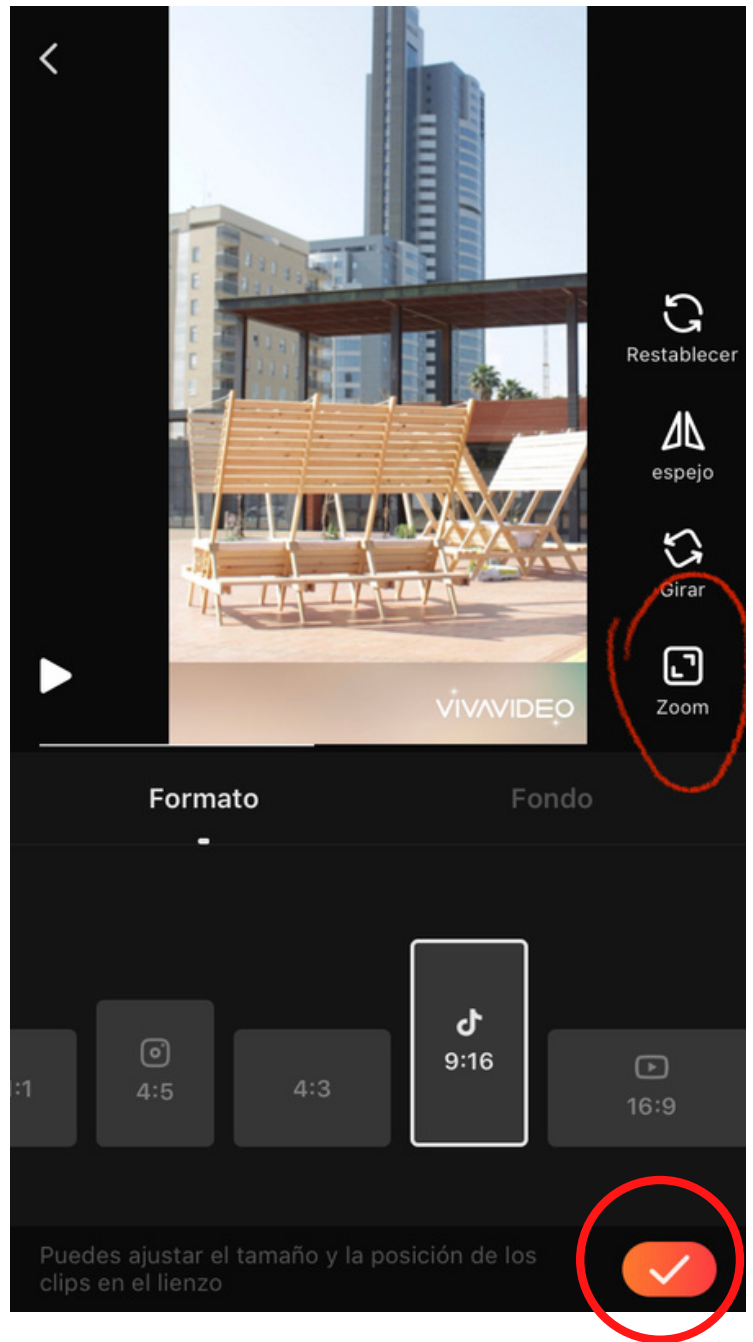 Restablecer
espejo
Girar
Zoom
VIVAVIDEO
Formato
Fondo
:1
4:5
4:3
9:16
16:9
Puedes ajustar el tamaño y la posición de los
clips en el lienzo